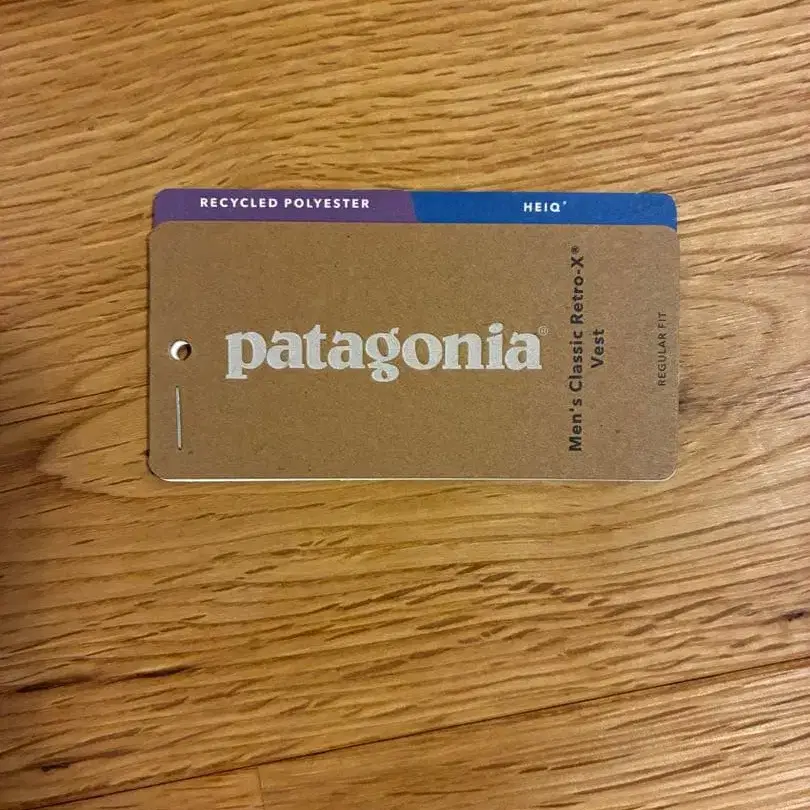 RECYCLED POLYESTER
HEIQ®
patagonia®
Men's Classic Retro-X®
Vest
REGULAR FIT